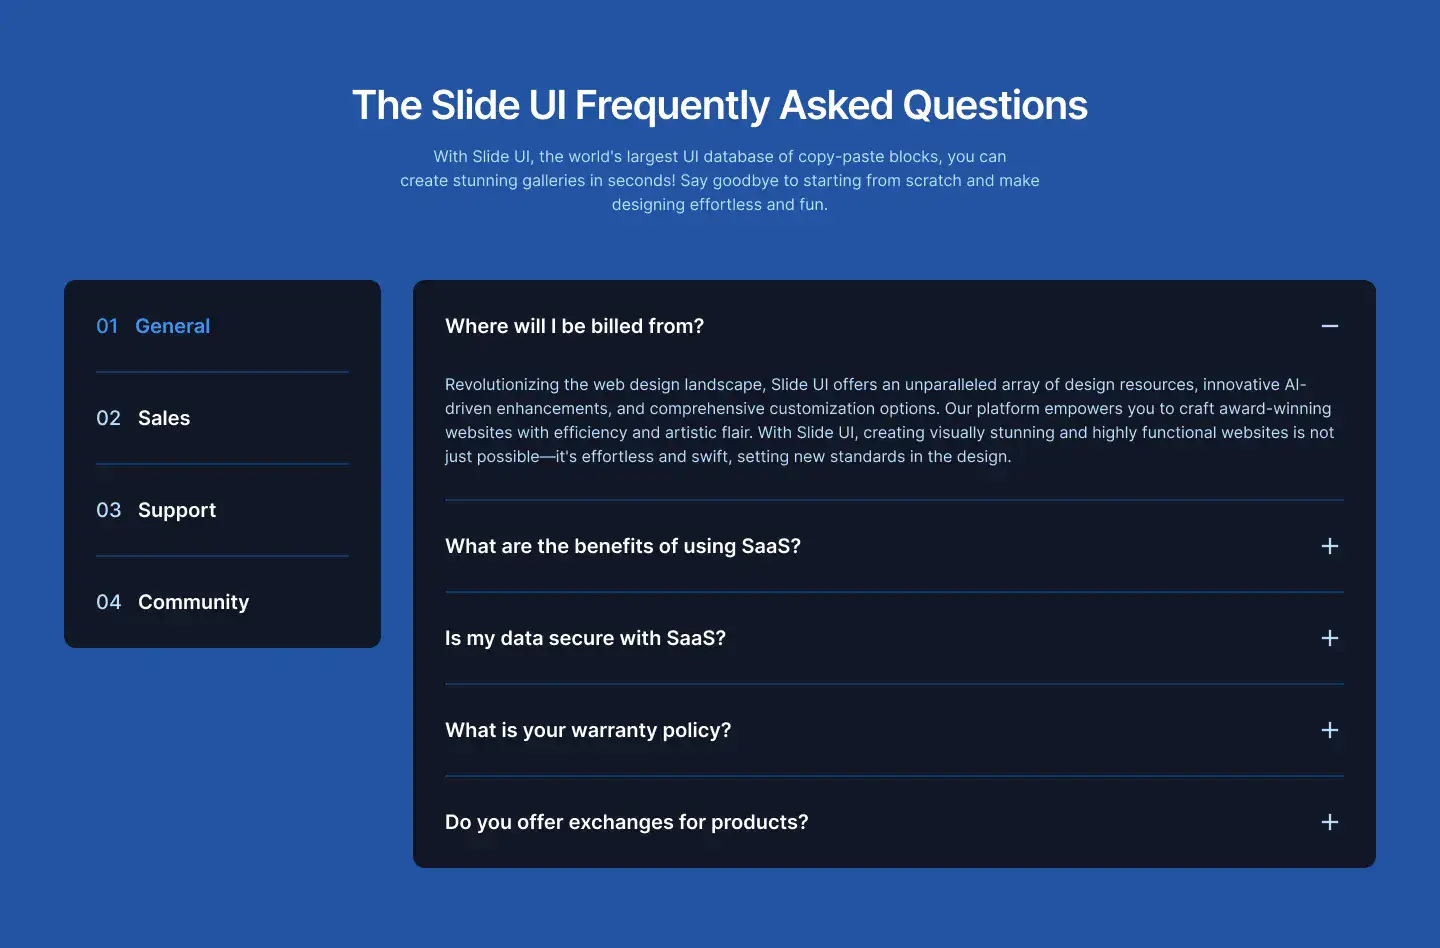 The Slide UI Frequently Asked Questions
With Slide UI, the world's largest UI database of copy-paste blocks, you can
create stunning galleries in seconds! Say goodbye to starting from scratch and make
designing effortless and fun.
01 General
02 Sales
03 Support
04 Community
Where will I be billed from?
Revolutionizing the web design landscape, Slide UI offers an unparalleled array of design resources, innovative AI-
driven enhancements, and comprehensive customization options. Our platform empowers you to craft award-winning
websites with efficiency and artistic flair. With Slide UI, creating visually stunning and highly functional websites is not
just possible—it's effortless and swift, setting new standards in the design.
What are the benefits of using SaaS?
Is my data secure with SaaS?
What is your warranty policy?
Do you offer exchanges for products?